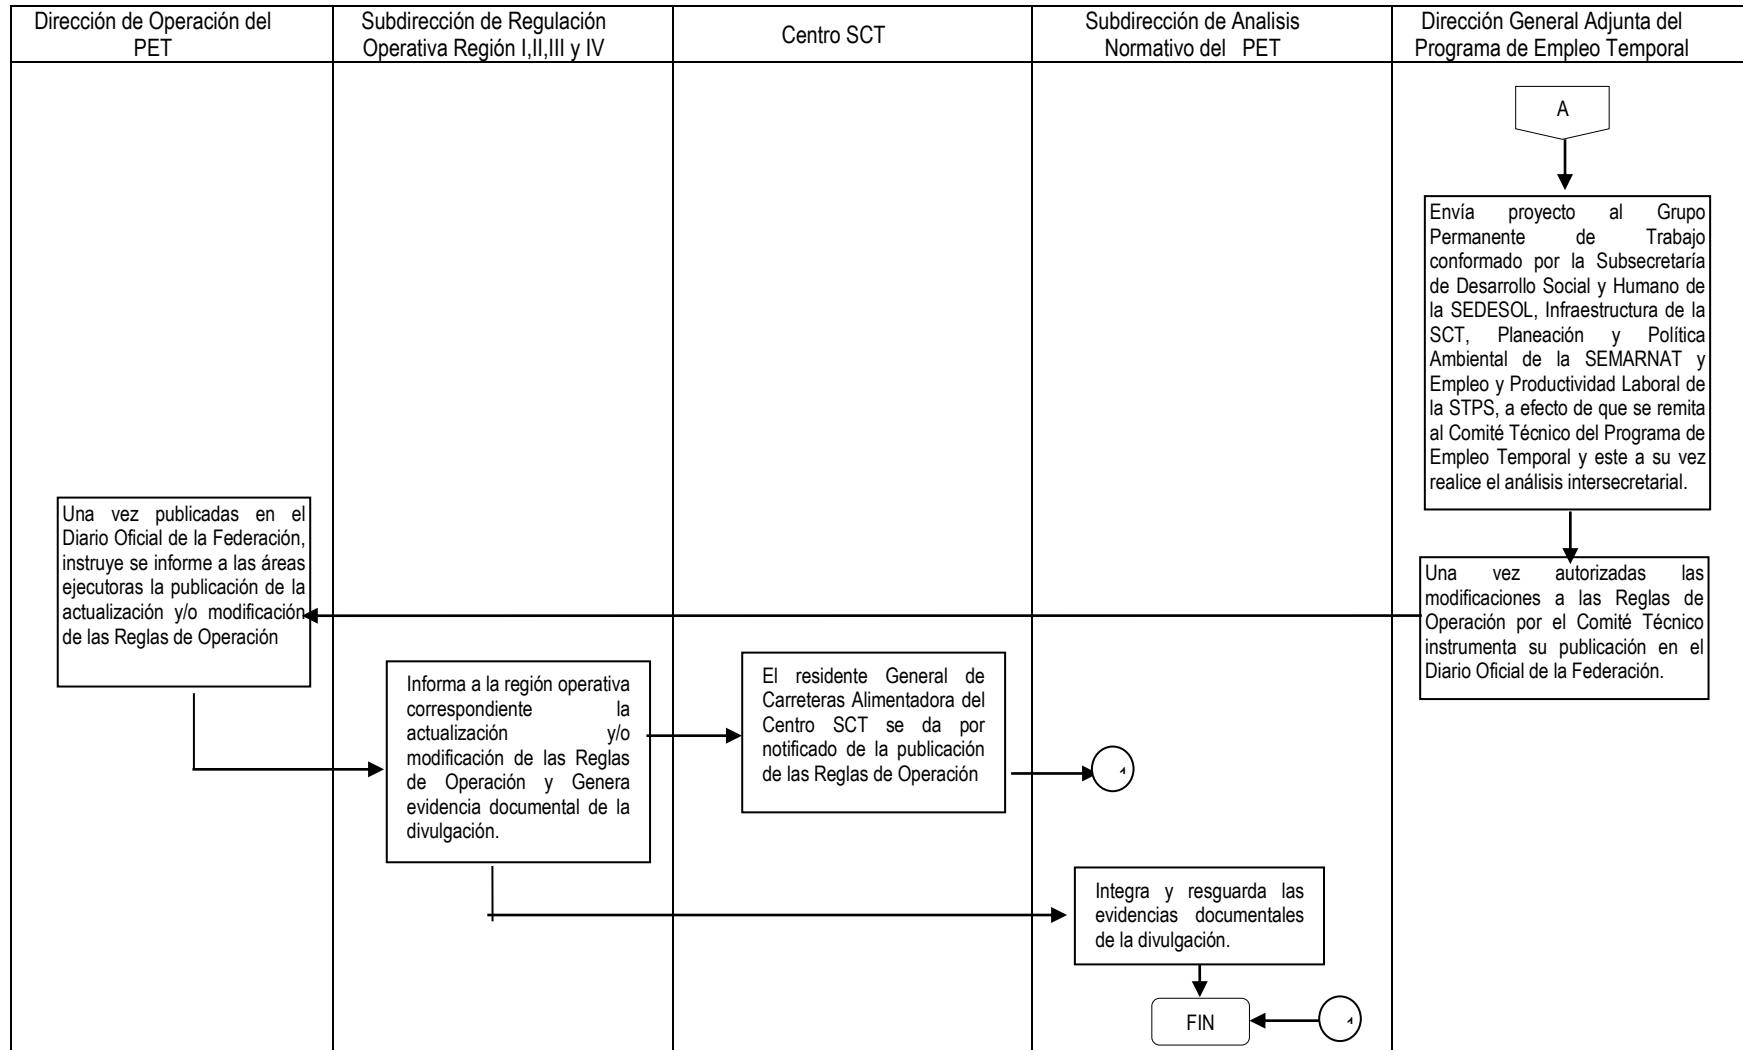 Dirección de Operación del
PET
Subdirección de Regulación
Operativa Región I,II,III y IV
Centro SCT
Subdirección de Analisis
Normativo del PET
Dirección General Adjunta del
Programa de Empleo Temporal
A
Envía proyecto al Grupo
Permanente de Trabajo
conformado por la Subsecretaría
de Desarrollo Social y Humano de
la SEDESOL, Infraestructura de la
SCT, Planeación y Política
Ambiental de la SEMARNAT y
Empleo y Productividad Laboral de
la STPS, a efecto de que se remita
al Comité Técnico del Programa de
Empleo Temporal y este a su vez
realice el análisis intersecretarial.
Una vez autorizadas las
modificaciones a las Reglas de
Operación por el Comité Técnico
instrumenta su publicación en el
Diario Oficial de la Federación.
Una vez publicadas en el
Diario Oficial de la Federación,
instruye se informe a las áreas
ejecutoras la publicación de la
actualización y/o modificación
de las Reglas de Operación
Informa a la región operativa
correspondiente la
actualización y/o
modificación de las Reglas
de Operación y Genera
evidencia documental de la
divulgación.
El residente General de
Carreteras Alimentadora del
Centro SCT se da por
notificado de la publicación
de las Reglas de Operación
1
Integra y resguarda las
evidencias documentales
de la divulgación.
FIN
1